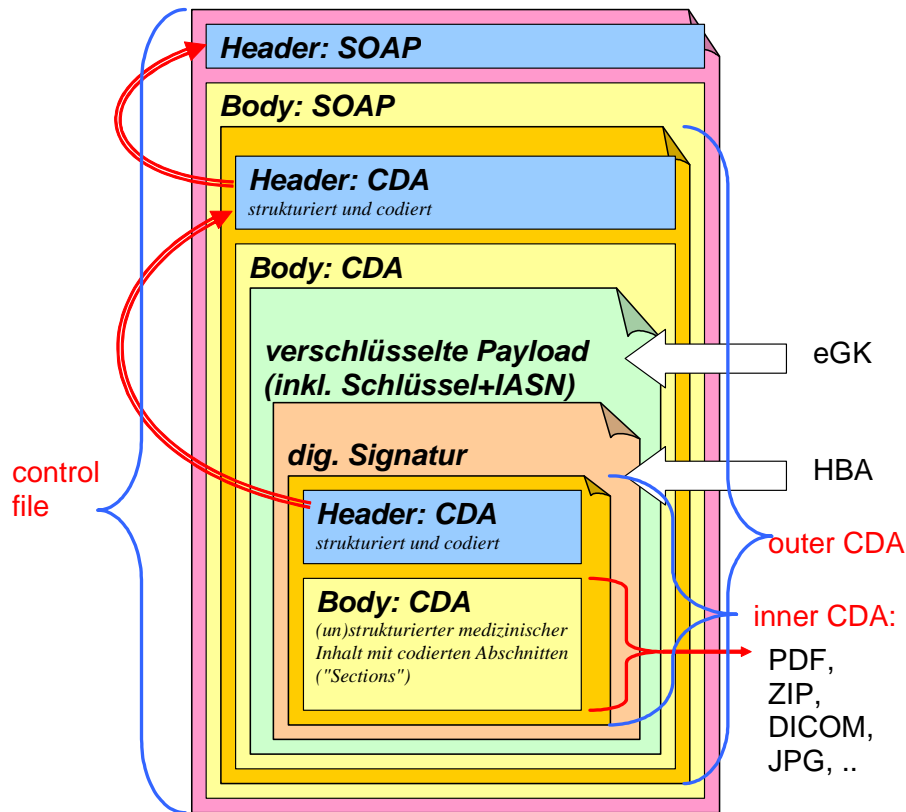 Header: SOAP
Body: SOAP
Header: CDA
strukturiert und codiert
Body: CDA
verschlüsselte Payload
(inkl. Schlüssel+IASN)
dig. Signatur
Header: CDA
strukturiert und codiert
Body: CDA
(un)strukturierter medizinischer
Inhalt mit codierten Abschnitten
("Sections")
control
file
eGK
HBA
outer CDA
inner CDA:
PDF,
ZIP,
DICOM,
JPG, ..